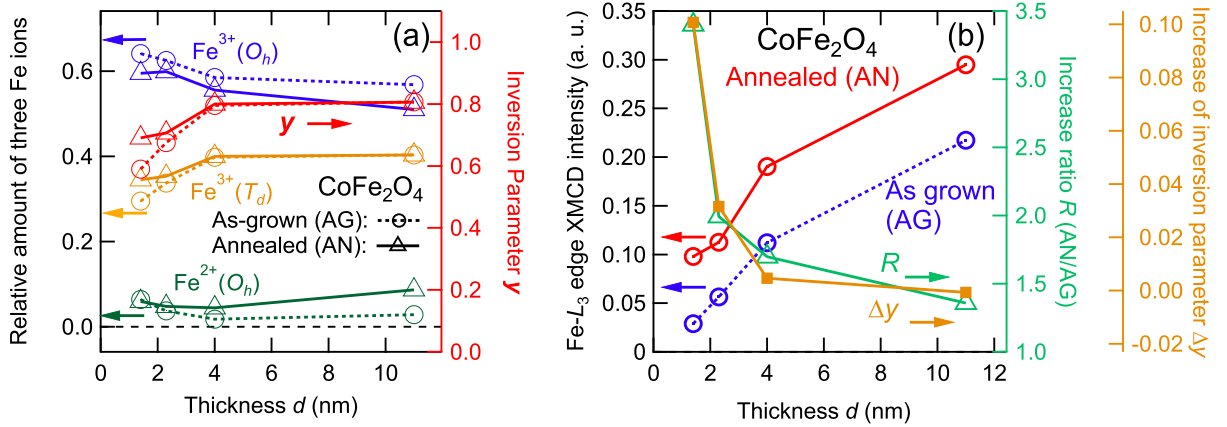 Relative amount of three Fe ions
0.6
0.4
0.2
0.0
(a)
Fe³⁺(Oₕ)
y
Fe³⁺(T_d)
CoFe₂O₄
As-grown (AG):
Annealed (AN):
Fe²⁺(Oₕ)
1.0
0.8
0.6
0.4
0.2
0.0
Inversion Parameter y
0 2 4 6 8 10
Thickness d (nm)
Fe-L₃ edge XMCD intensity (a. u.)
0.35
0.30
0.25
0.20
0.15
0.10
0.05
0.00
CoFe₂O₄ (b)
Annealed (AN)
As grown
(AG)
R
Δy
3.5
3.0
2.5
2.0
1.5
1.0
Increase ratio R (AN/AG)
0.10
0.08
0.06
0.04
0.02
0.00
-0.02
Increase of inversion parameter Δy
0 2 4 6 8 10 12
Thickness d (nm)